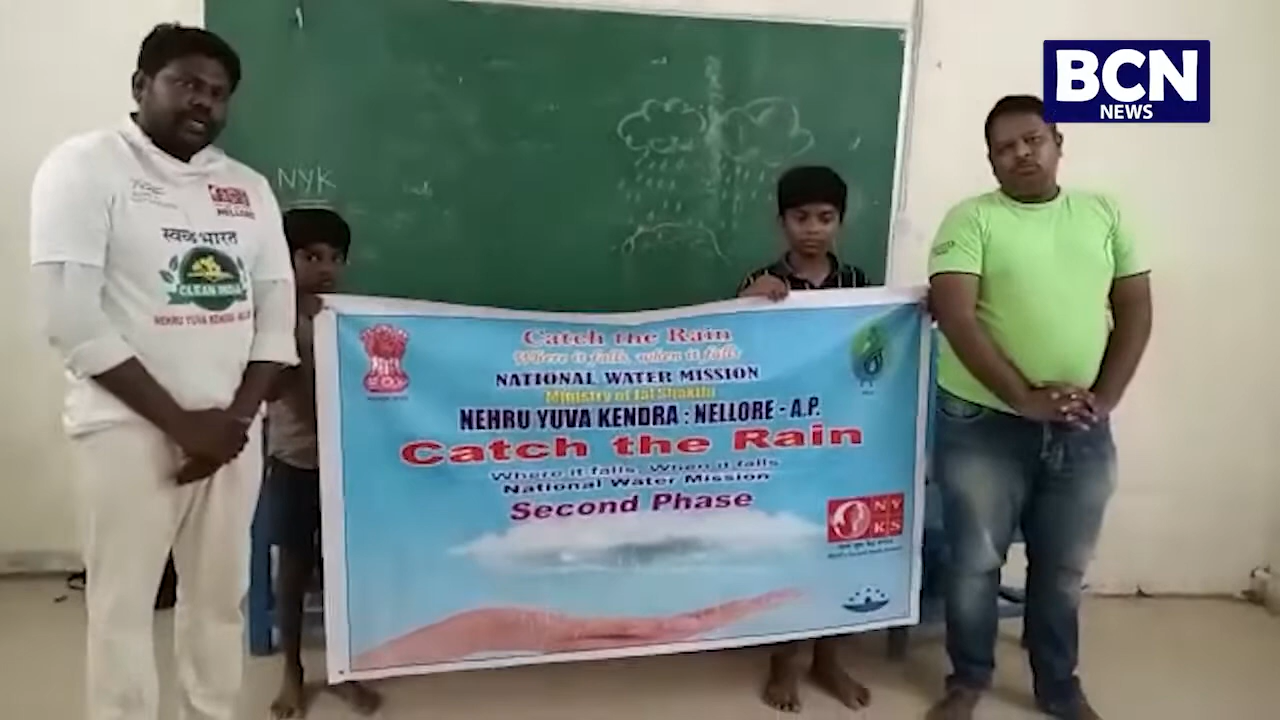 BCN
NEWS
NYK
NELLORE
स्वच्छ भारत
CLEAN INDIA
NEHRU YUVA KENDRA
Catch the Rain
Where it falls, when it falls
NATIONAL WATER MISSION
Ministry of Jal Shakthi
NEHRU YUVA KENDRA : NELLORE - A.P.
Catch the Rain
Where it falls, When it falls
National Water Mission
Second Phase
NY
KS